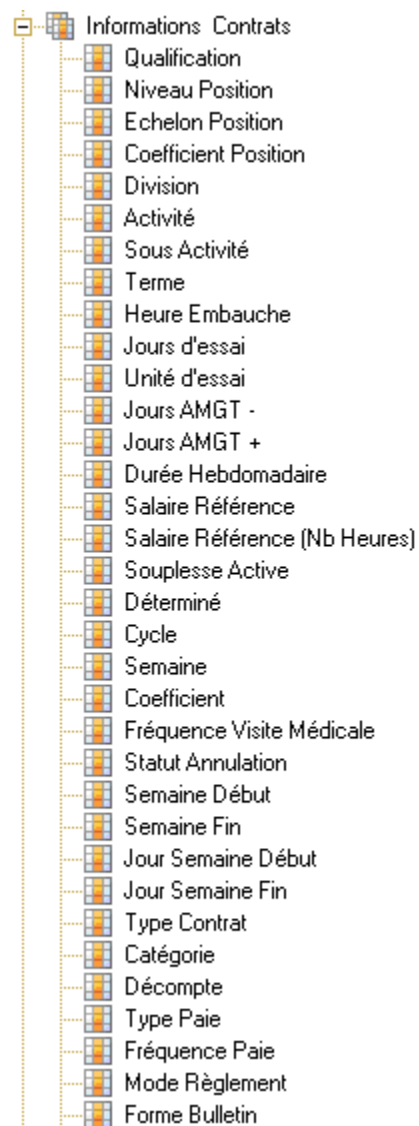 Informations Contrats
Qualification
Niveau Position
Echelon Position
Coefficient Position
Division
Activité
Sous Activité
Terme
Heure Embauche
Jours d'essai
Unité d'essai
Jours AMGT -
Jours AMGT +
Durée Hebdomadaire
Salaire Référence
Salaire Référence (Nb Heures)
Souplesse Active
Déterminé
Cycle
Semaine
Coefficient
Fréquence Visite Médicale
Statut Annulation
Semaine Début
Semaine Fin
Jour Semaine Début
Jour Semaine Fin
Type Contrat
Catégorie
Décompte
Type Paie
Fréquence Paie
Mode Règlement
Forme Bulletin